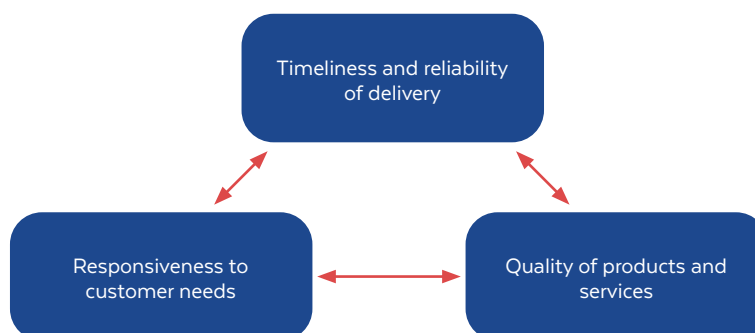 Timeliness and reliability
of delivery
Responsiveness to
customer needs
Quality of products and
services